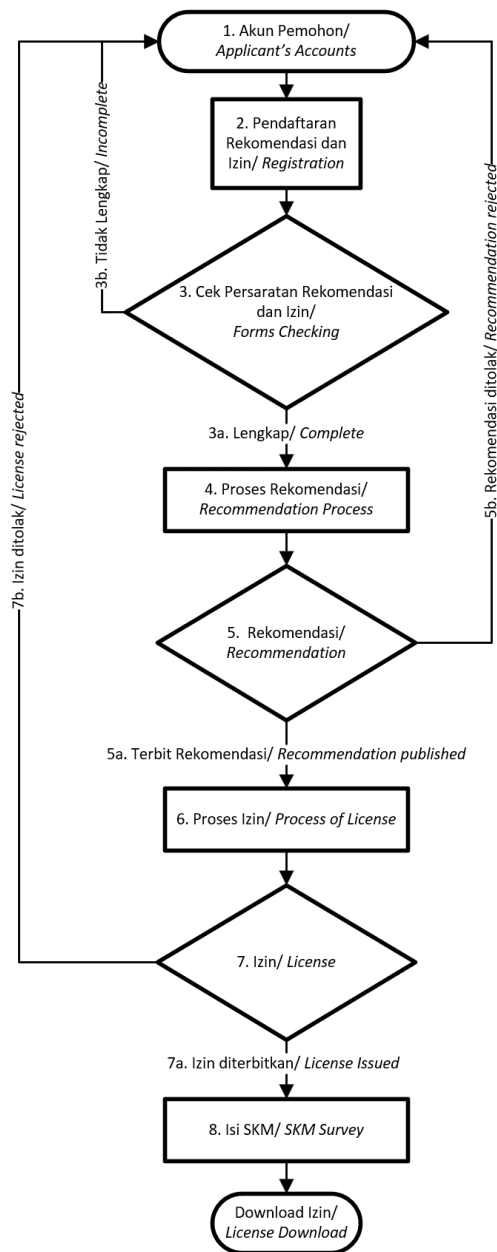 1. Akun Pemohon/
Applicant's Accounts
2. Pendaftaran
Rekomendasi dan
Izin/ Registration
3b. Tidak Lengkap/ Incomplete
3. Cek Persaratan Rekomendasi
dan Izin/
Forms Checking
3a. Lengkap/ Complete
4. Proses Rekomendasi/
Recommendation Process
5b. Rekomendasi ditolak/ Recommendation rejected
7b. Izin ditolak/ License rejected
5. Rekomendasi/
Recommendation
5a. Terbit Rekomendasi/ Recommendation published
6. Proses Izin/ Process of License
7. Izin/ License
7a. Izin diterbitkan/ License Issued
8. Isi SKM/ SKM Survey
Download Izin/
License Download